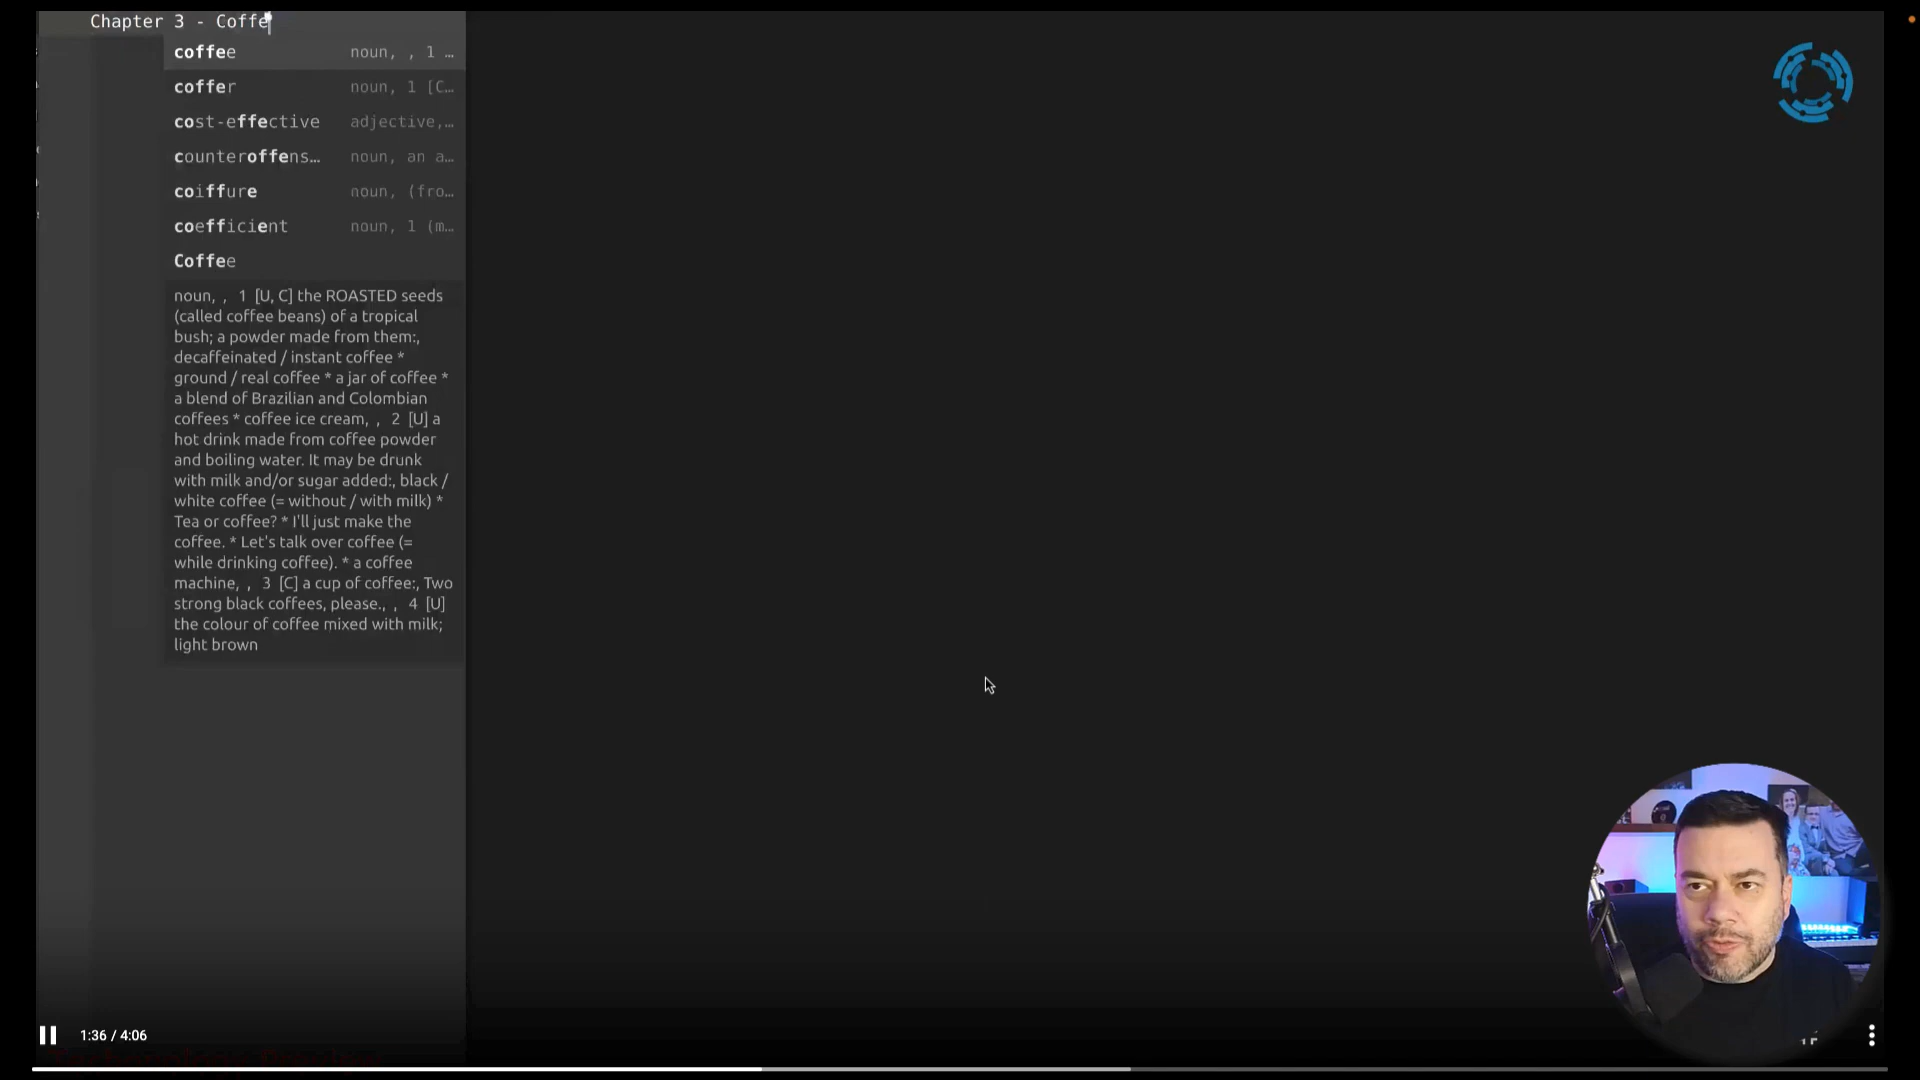 Chapter 3 - Coffe
coffee noun, , 1 …
coffer noun, 1 [C…
cost-effective adjective,…
counteroffens… noun, an a…
coiffure noun, (fro…
coefficient noun, 1 (m…
Coffee
noun, , 1 [U, C] the ROASTED seeds
(called coffee beans) of a tropical
bush; a powder made from them:,
decaffeinated / instant coffee *
ground / real coffee * a jar of coffee *
a blend of Brazilian and Colombian
coffees * coffee ice cream, , 2 [U] a
hot drink made from coffee powder
and boiling water. It may be drunk
with milk and/or sugar added:, black /
white coffee (= without / with milk) *
Tea or coffee? * I'll just make the
coffee. * Let's talk over coffee (=
while drinking coffee). * a coffee
machine, , 3 [C] a cup of coffee:, Two
strong black coffees, please., , 4 [U]
the colour of coffee mixed with milk;
light brown
1:36 / 4:06